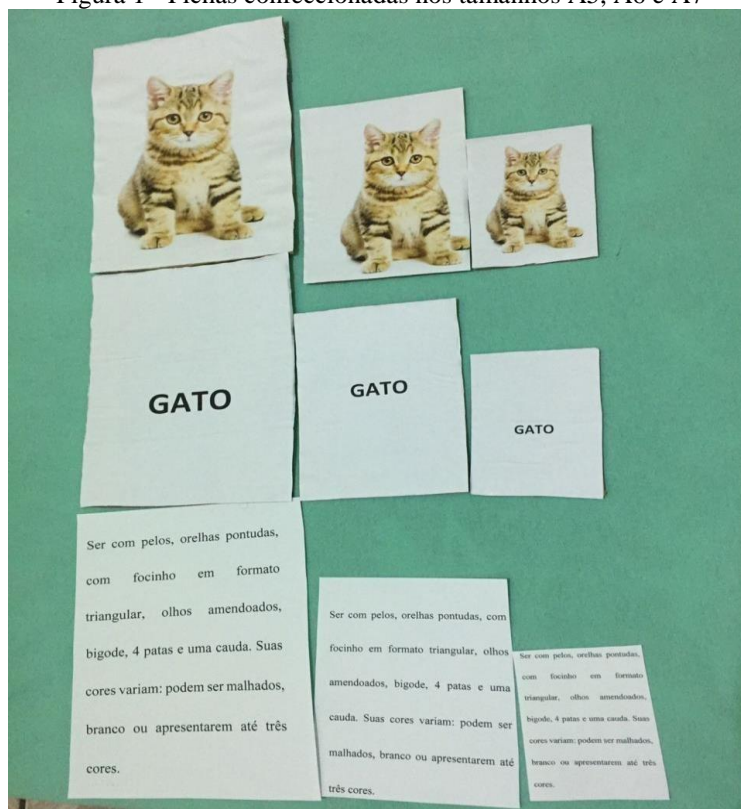 Figura 1 - Fichas confeccionadas nos tamanhos A5, A6 e A7
GATO
GATO
GATO
Ser com pelos, orelhas pontudas,
com focinho em formato
triangular, olhos amendoados,
bigode, 4 patas e uma cauda. Suas
cores variam: podem ser malhados,
branco ou apresentarem até três
cores.
Ser com pelos, orelhas pontudas, com
focinho em formato triangular, olhos
amendoados, bigode, 4 patas e uma
cauda. Suas cores variam: podem ser
malhados, branco ou apresentarem até
três cores.
Ser com pelos, orelhas pontudas,
com focinho em formato
triangular, olhos amendoados,
bigode, 4 patas e uma cauda. Suas
cores variam: podem ser malhados,
branco ou apresentarem até três
cores.